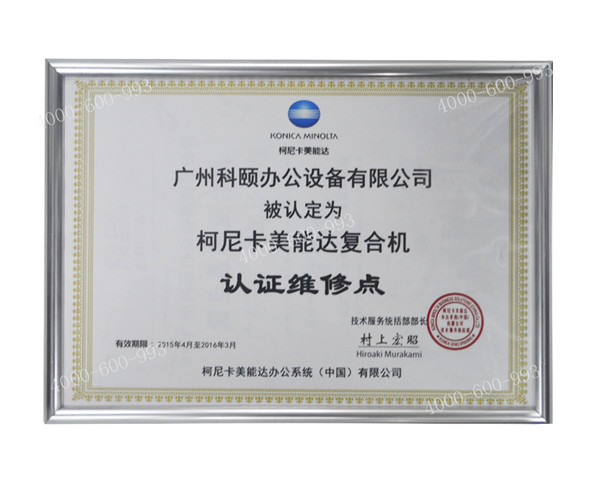 KONICA MINOLTA
柯尼卡美能达
广州科颐办公设备有限公司
被认定为
柯尼卡美能达复合机
认证维修点
技术服务统括部部长
村上宏昭
Hiroaki Murakami
有效期限：2015年4月至2016年3月
柯尼卡美能达办公系统（中国）有限公司
4000-600-993
4000-600-993
4000-600-993
4000-600-993
4000-600-993